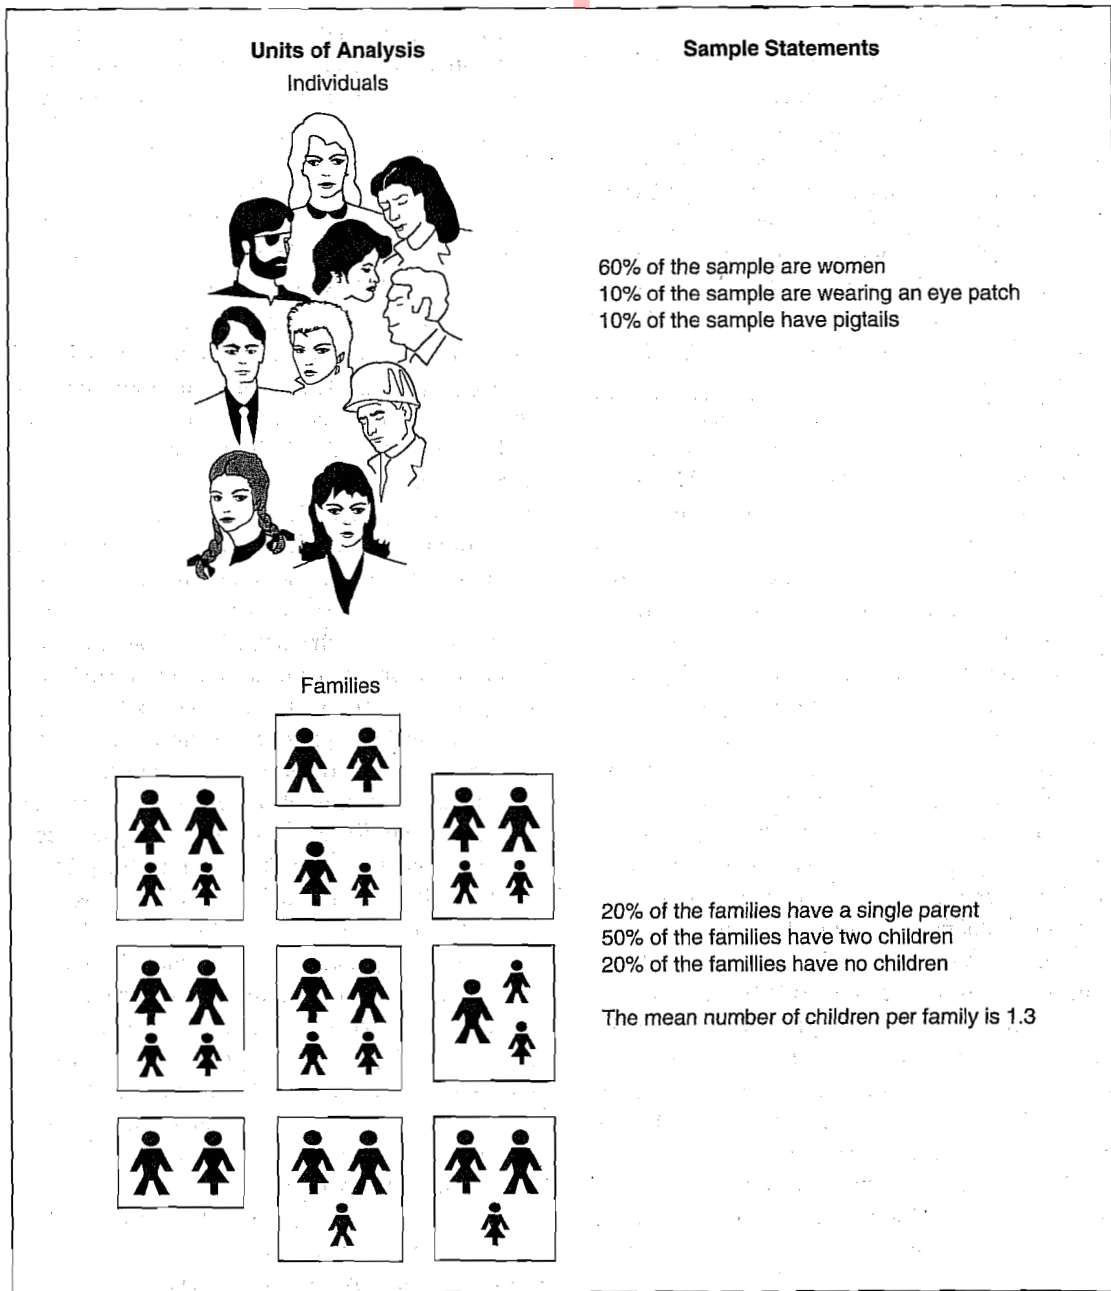 Units of Analysis
Sample Statements
Individuals
60% of the sample are women
10% of the sample are wearing an eye patch
10% of the sample have pigtails
Families
20% of the families have a single parent
50% of the families have two children
20% of the famillies have no children
The mean number of children per family is 1.3